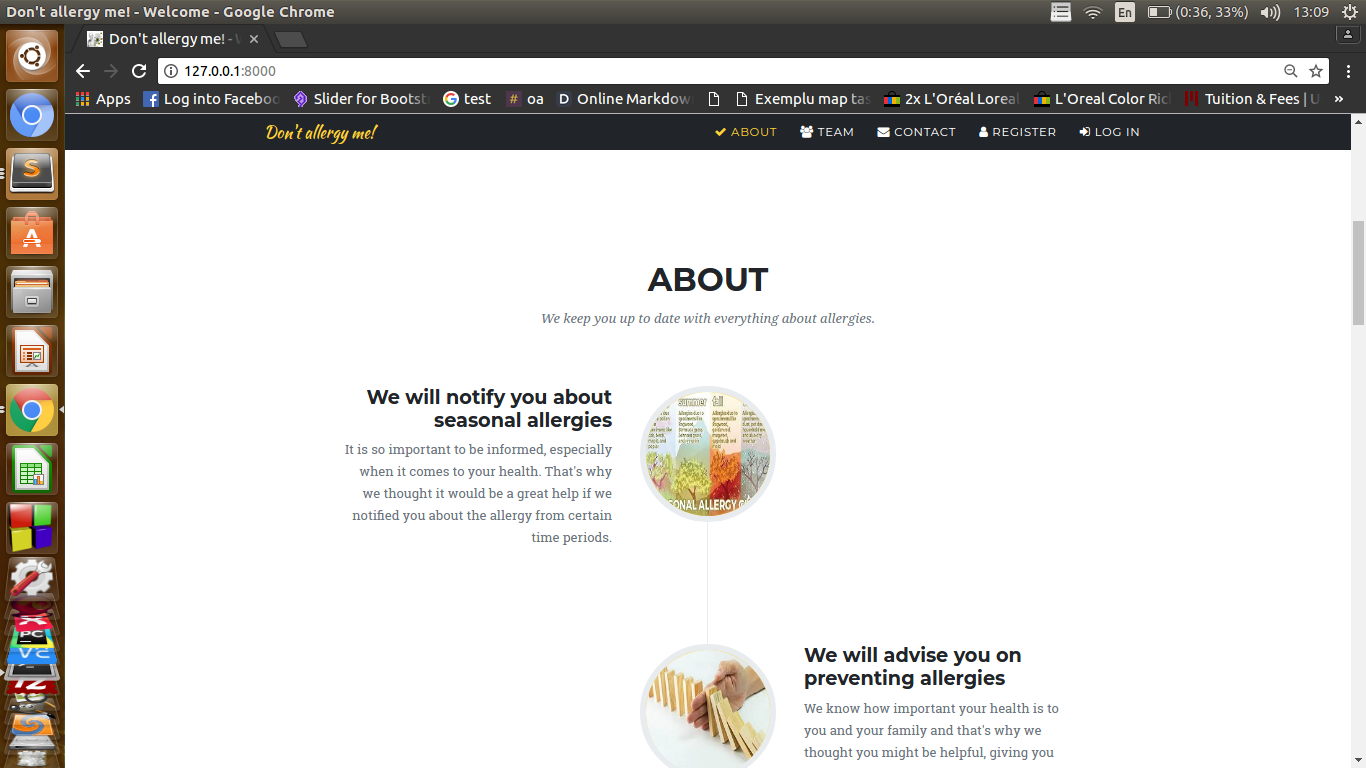 Don't allergy me! - Welcome - Google Chrome
En
(0:36, 33%)
13:09
Don't allergy me! -
127.0.0.1:8000
Apps
Log into Faceboo
Slider for Bootst
test
oa
Online Markdow
Exemplu map tas
2x L'Oréal Loreal
L'Oreal Color Ric
Tuition & Fees | U
»
Don't allergy me!
ABOUT
TEAM
CONTACT
REGISTER
LOG IN
ABOUT
We keep you up to date with everything about allergies.
We will notify you about
seasonal allergies
It is so important to be informed, especially
when it comes to your health. That's why
we thought it would be a great help if we
notified you about the allergy from certain
time periods.
summer
fall
ONAL ALLERGY G
We will advise you on
preventing allergies
We know how important your health is to
you and your family and that's why we
thought you might be helpful, giving you
PC
VC